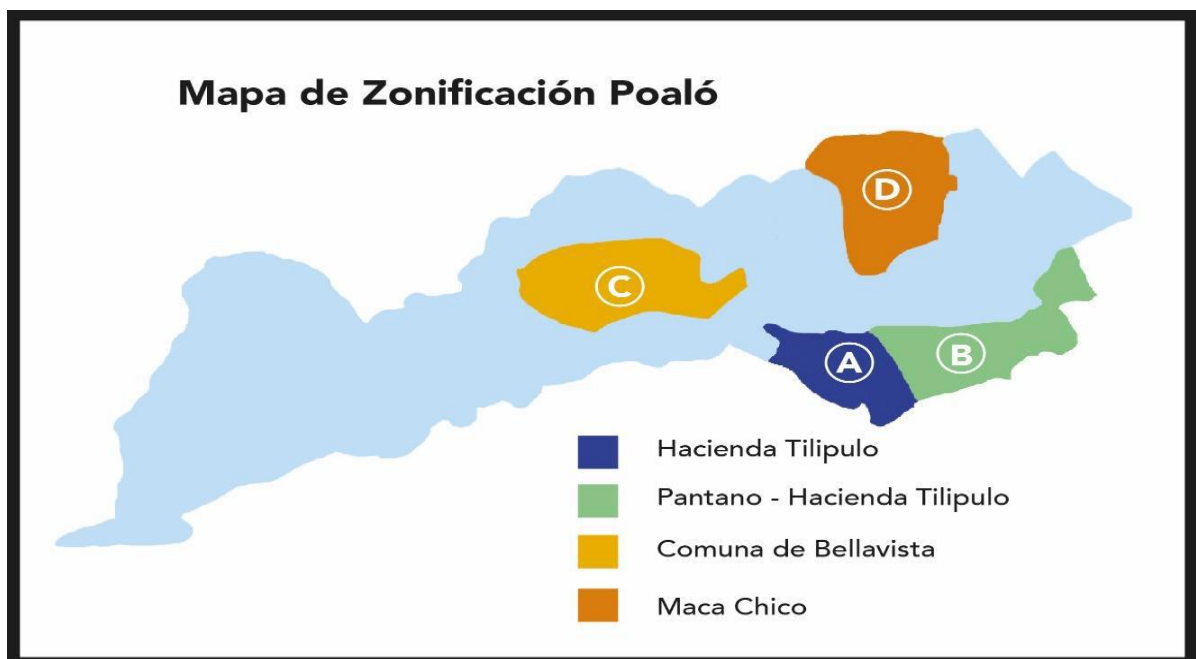 Mapa de Zonificación Poaló
D
C
A
B
Hacienda Tilipulo
Pantano - Hacienda Tilipulo
Comuna de Bellavista
Maca Chico